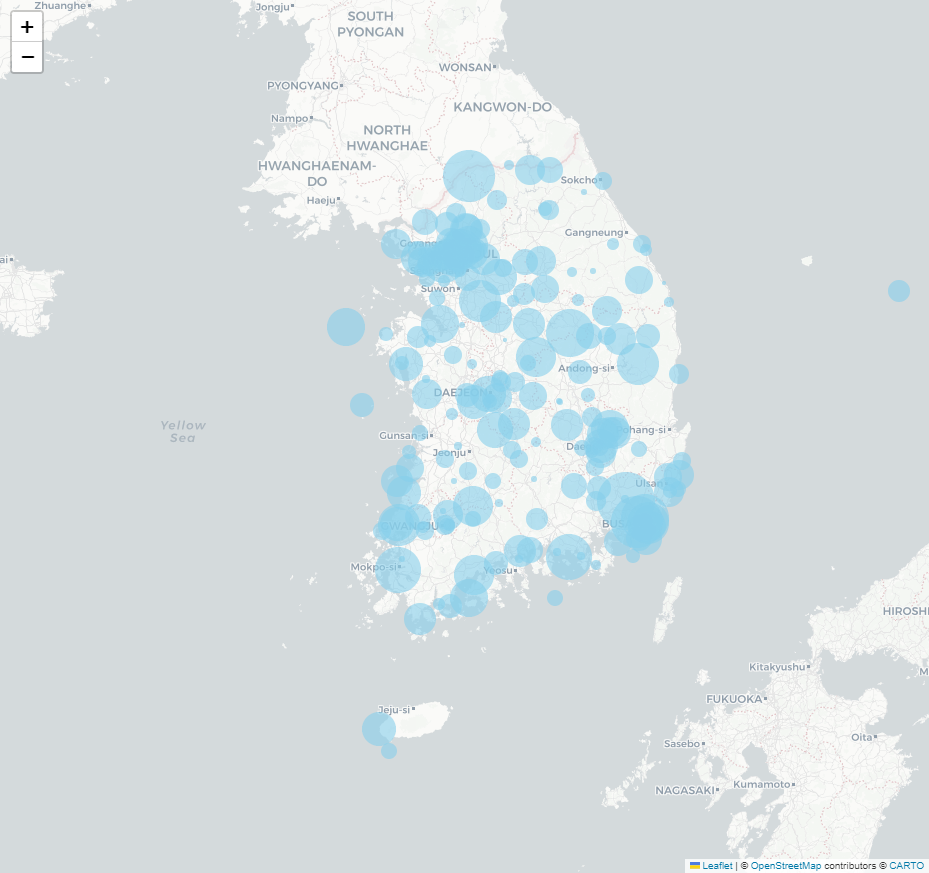 Zhuanghe
Jongju
+
−
SOUTH
PYONGAN
WONSAN
PYONGYANG
KANGWON-DO
Nampo
NORTH
HWANGHAE
HWANGHAENAM-
DO
Sokcho
Haeju
Gangneung
Suwon
Andong-si
DAEJEON
Yellow
Sea
Gunsan-si
Pohang-si
Jeonju
Ulsan
GWANGJU
BUS
Mokpo-si
Yeosu
HIROSHI
Kitakyushu
FUKUOKA
Jeju-si
Oita
Sasebo
Kumamoto
NAGASAKI
Leaflet | © OpenStreetMap contributors © CARTO